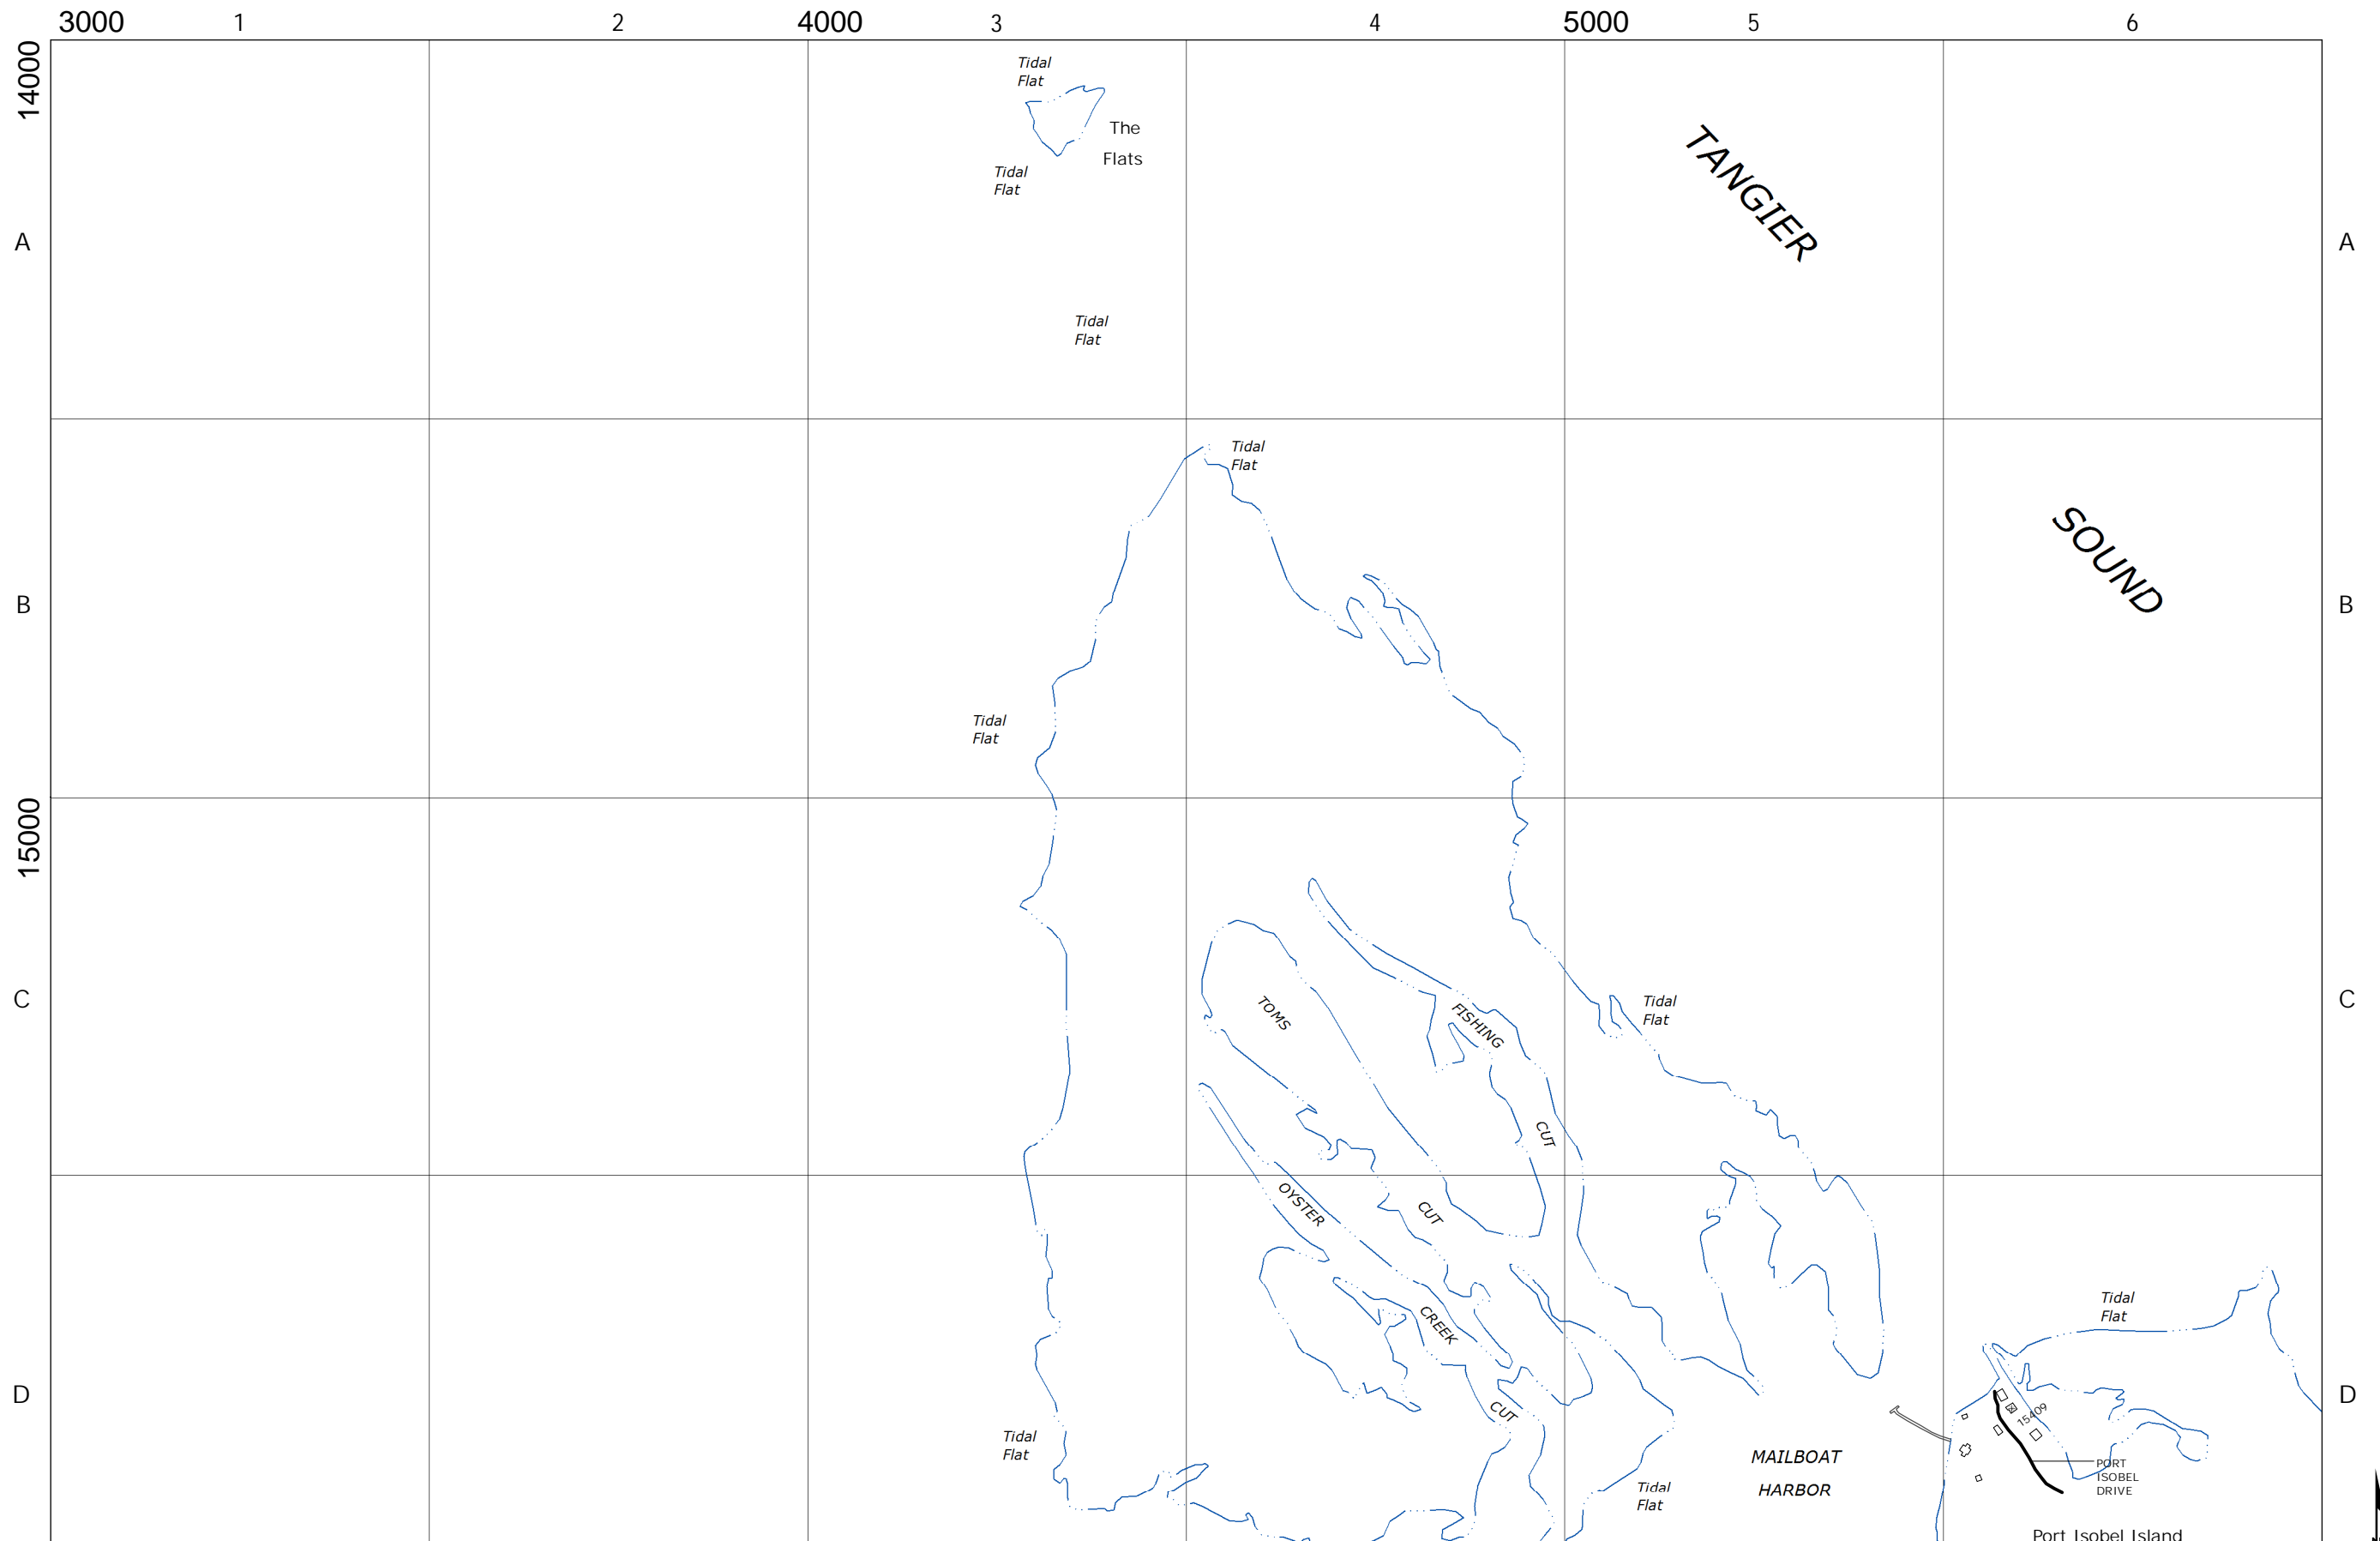 3000 1 2 4000 3 4 5000 5 6
14000
Tidal
Flat
The
Flats
Tidal
Flat
TANGIER
A A
Tidal
Flat
Tidal
Flat
SOUND
B B
Tidal
Flat
15000
C C
TOMS
FISHING
Tidal
Flat
CUT
OYSTER
CUT
CREEK
Tidal
Flat
D D
CUT
15409
Tidal
Flat
MAILBOAT
HARBOR
PORT
ISOBEL
DRIVE
Tidal
Flat
Port Isobel Island